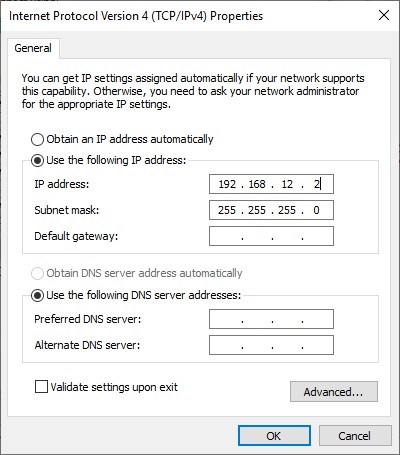 Internet Protocol Version 4 (TCP/IPv4) Properties
General
You can get IP settings assigned automatically if your network supports
this capability. Otherwise, you need to ask your network administrator
for the appropriate IP settings.
Obtain an IP address automatically
Use the following IP address:
IP address: 192 . 168 . 12 . 2
Subnet mask: 255 . 255 . 255 . 0
Default gateway: . . .
Obtain DNS server address automatically
Use the following DNS server addresses:
Preferred DNS server: . . .
Alternate DNS server: . . .
Validate settings upon exit
Advanced...
OK Cancel